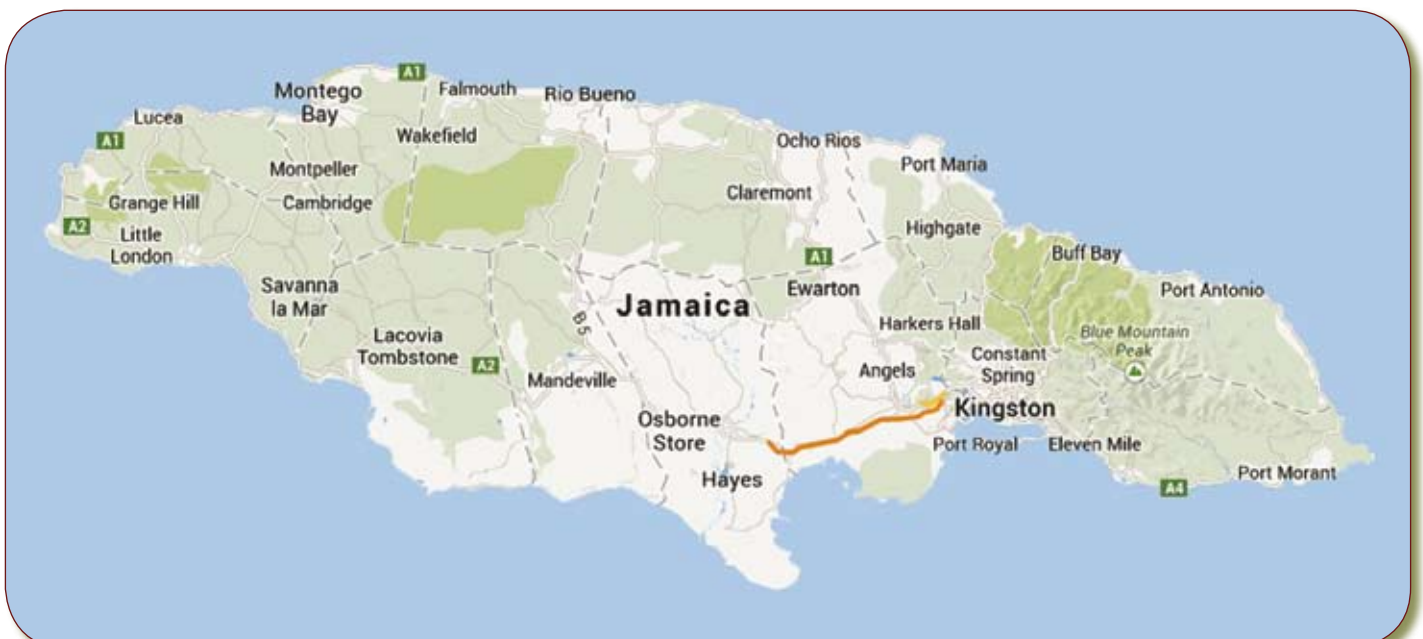 A1
Falmouth
Montego
Bay
Rio Bueno
Lucea
A1
Wakefield
Ocho Rios
Port Maria
Montpeller
Claremont
Grange Hill
Cambridge
A2
Little
London
Highgate
Buff Bay
A1
Savanna
la Mar
Jamaica
Ewarton
Port Antonio
B5
Harkers Hall
Blue Mountain
Peak
Lacovia
Tombstone
A2
Mandeville
Angels
Constant
Spring
Kingston
Osborne
Store
Port Royal
Eleven Mile
Hayes
Port Morant
A4